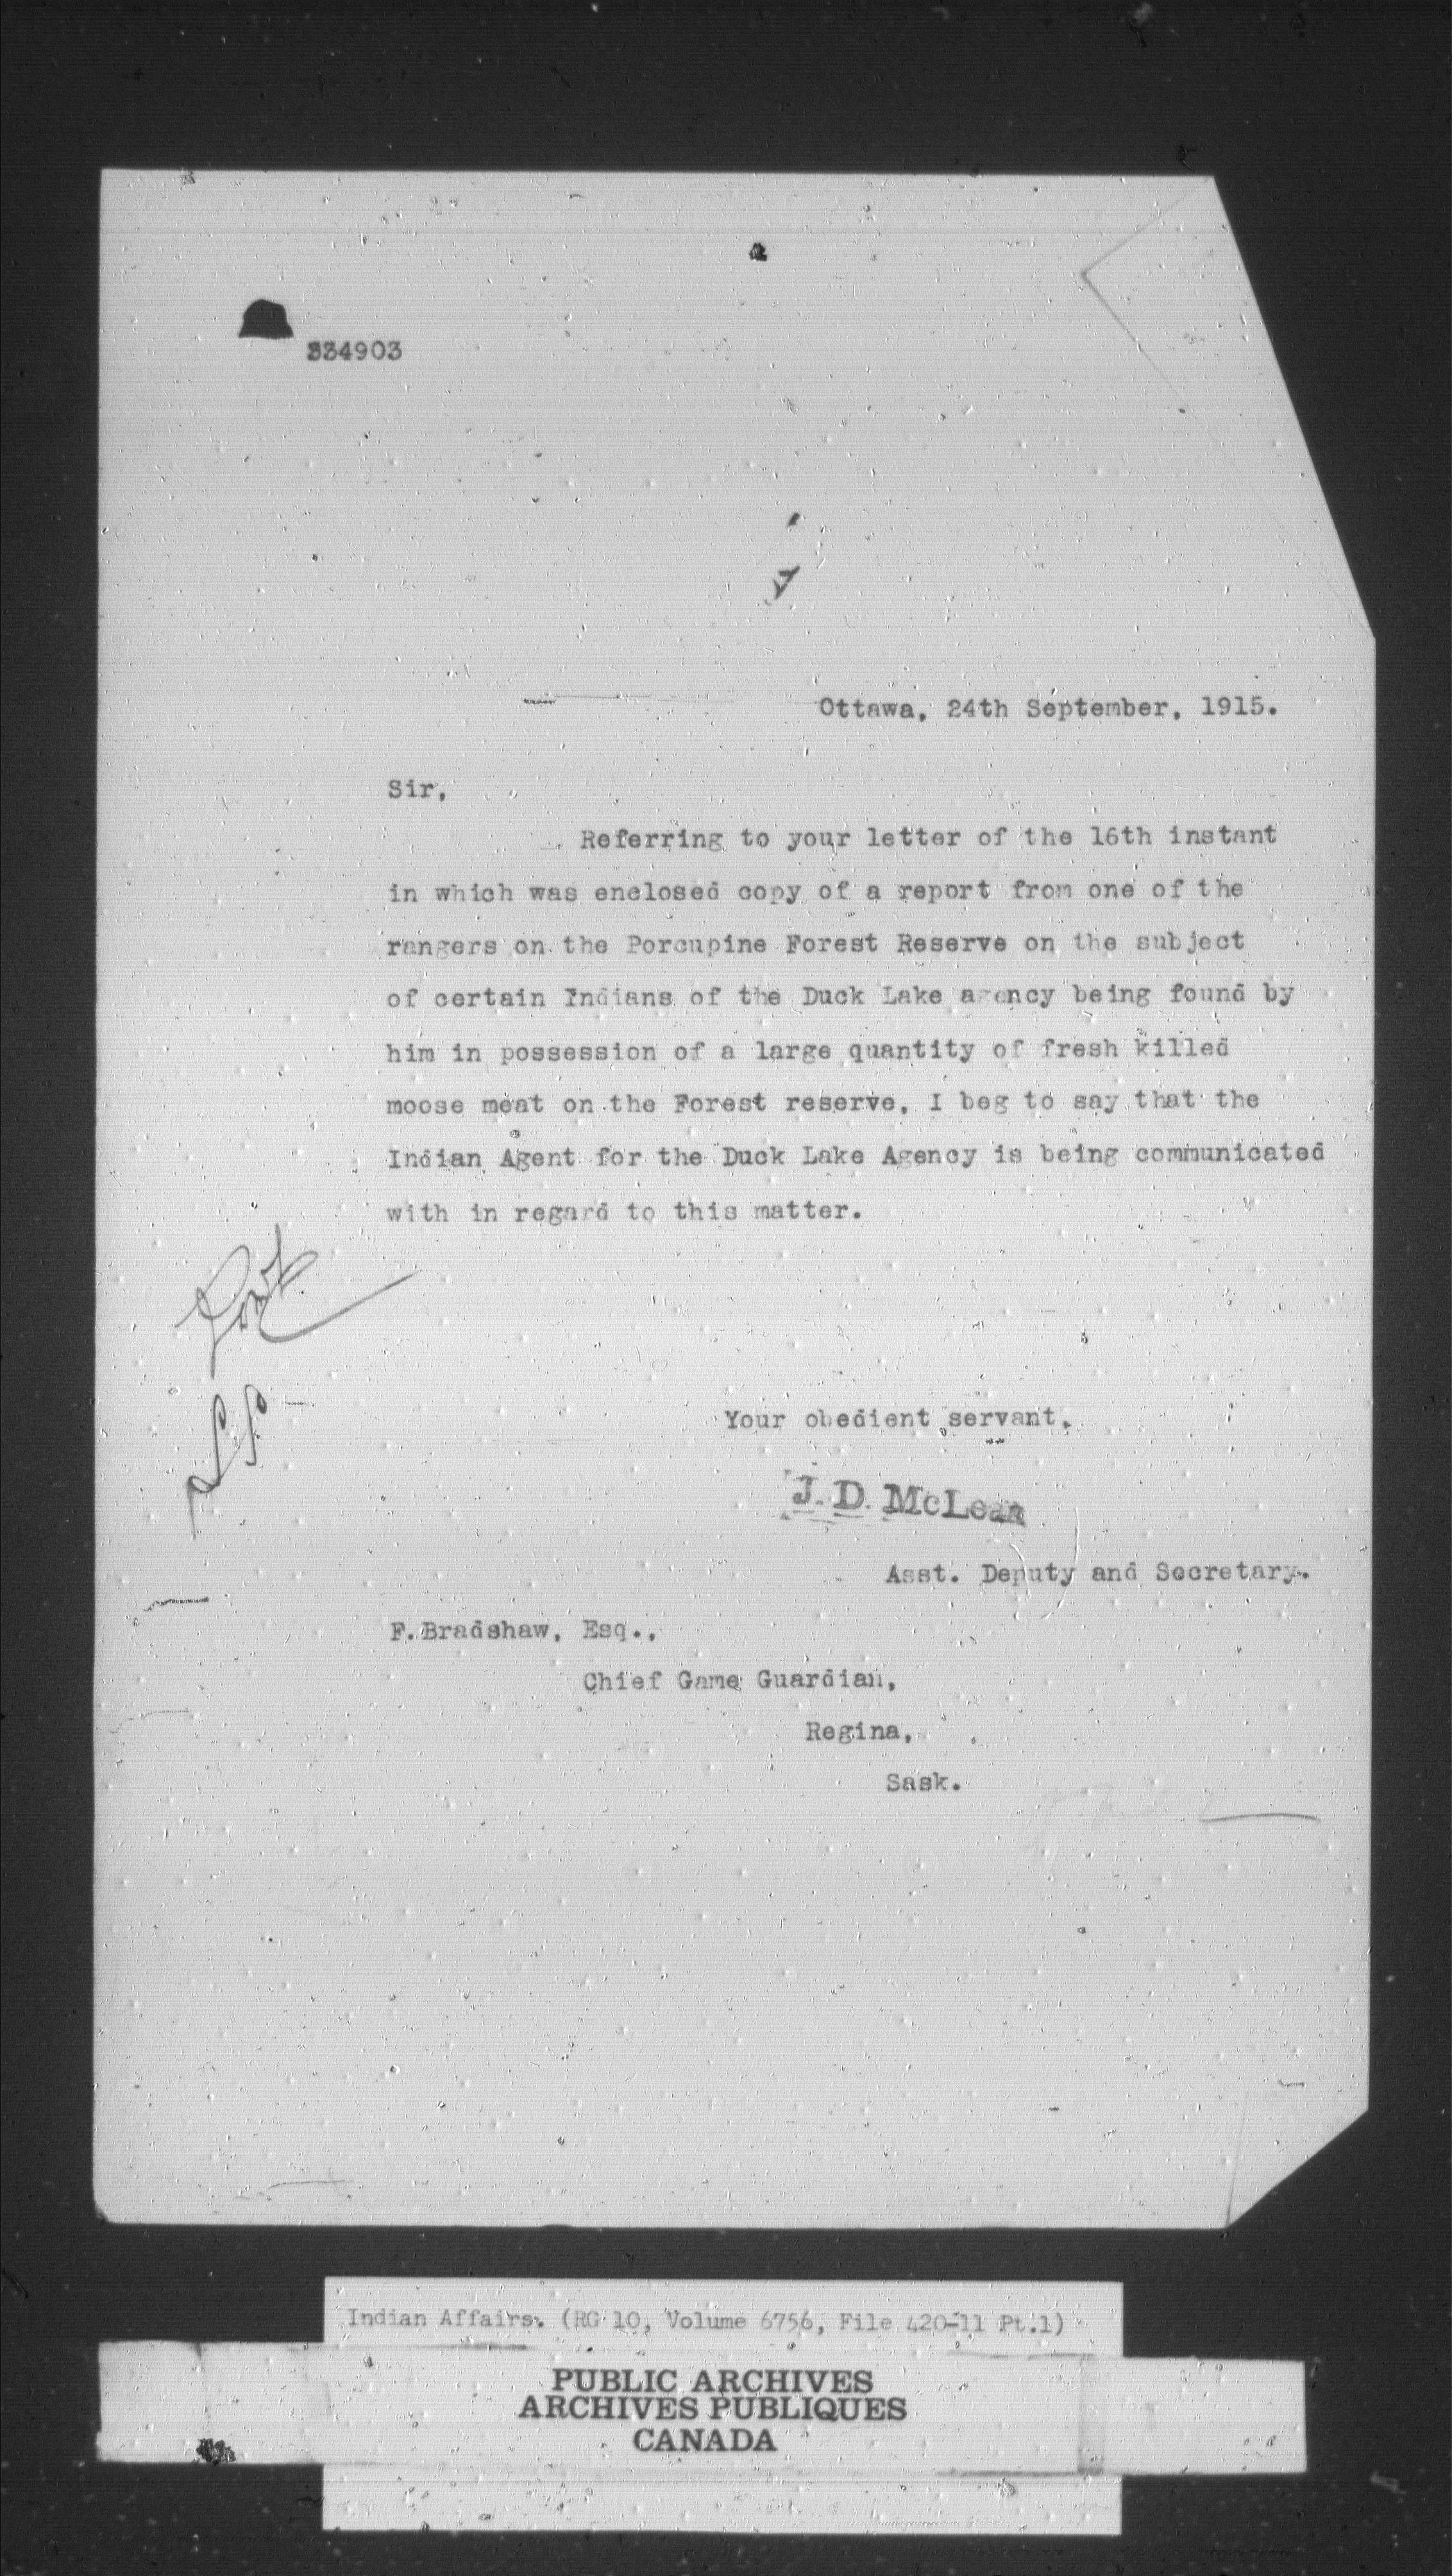 334903
Ottawa, 24th September, 1915.
Sir,
Referring to your letter of the 16th instant
in which was enclosed copy of a report from one of the
rangers on the Porcupine Forest Reserve on the subject
of certain Indians of the Duck Lake agency being found by
him in possession of a large quantity of fresh killed
moose meat on the Forest reserve, I beg to say that the
Indian Agent for the Duck Lake Agency is being communicated
with in regard to this matter.
Your obedient servant,
J. D. McLean
Asst. Deputy and Secretary.
F. Bradshaw, Esq.,
Chief Game Guardian,
Regina,
Sask.
Indian Affairs. (RG 10, Volume 6756, File 420-11 Pt.1)
PUBLIC ARCHIVES
ARCHIVES PUBLIQUES
CANADA